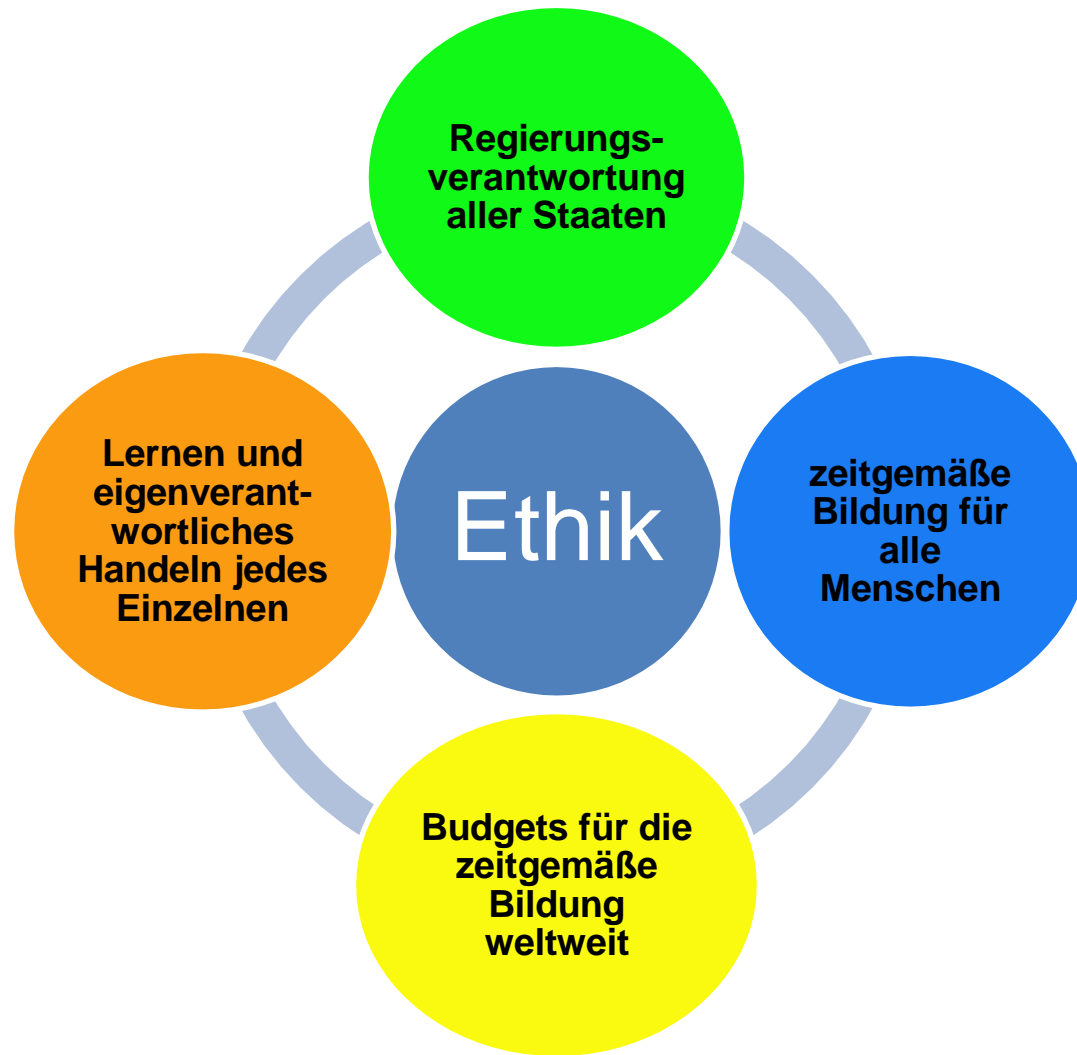 Regierungs-
verantwortung
aller Staaten
Lernen und
eigenverant-
wortliches
Handeln jedes
Einzelnen
Ethik
zeitgemäße
Bildung für
alle
Menschen
Budgets für die
zeitgemäße
Bildung
weltweit